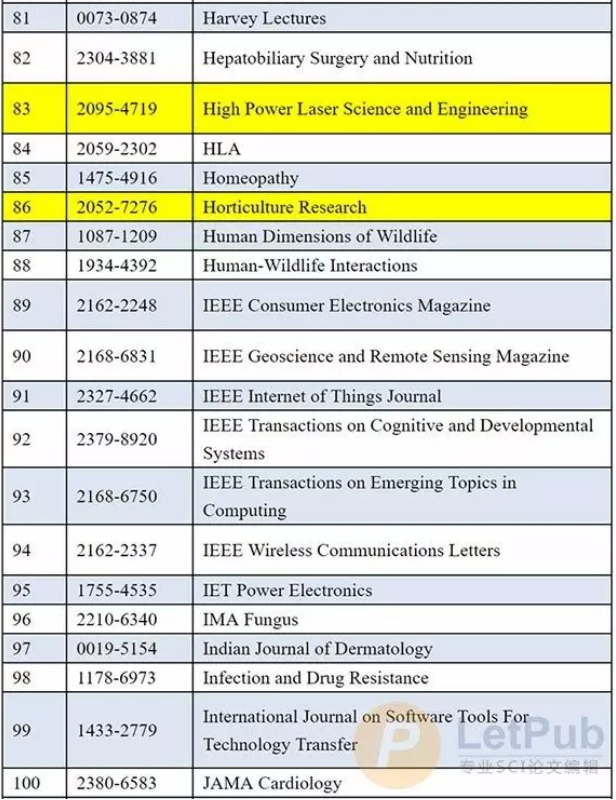 81 0073-0874 Harvey Lectures
82 2304-3881 Hepatobiliary Surgery and Nutrition
83 2095-4719 High Power Laser Science and Engineering
84 2059-2302 HLA
85 1475-4916 Homeopathy
86 2052-7276 Horticulture Research
87 1087-1209 Human Dimensions of Wildlife
88 1934-4392 Human-Wildlife Interactions
89 2162-2248 IEEE Consumer Electronics Magazine
90 2168-6831 IEEE Geoscience and Remote Sensing Magazine
91 2327-4662 IEEE Internet of Things Journal
92 2379-8920 IEEE Transactions on Cognitive and Developmental
Systems
93 2168-6750 IEEE Transactions on Emerging Topics in
Computing
94 2162-2337 IEEE Wireless Communications Letters
95 1755-4535 IET Power Electronics
96 2210-6340 IMA Fungus
97 0019-5154 Indian Journal of Dermatology
98 1178-6973 Infection and Drug Resistance
99 1433-2779 International Journal on Software Tools For
Technology Transfer
LetPub
专业SCI论文编辑
100 2380-6583 JAMA Cardiology